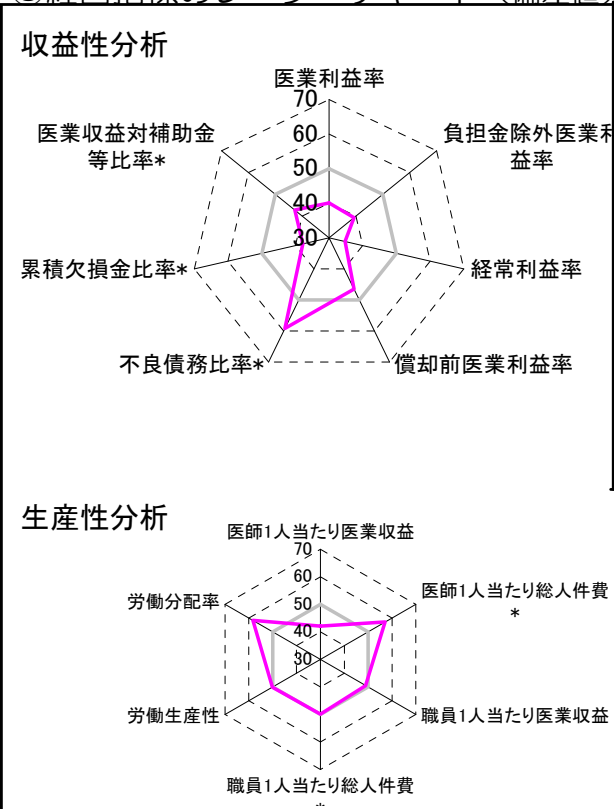 収益性分析
医業利益率
70
60
50
40
30
負担金除外医業利
益率
経常利益率
償却前医業利益率
不良債務比率*
累積欠損金比率*
医業収益対補助金
等比率*
生産性分析
医師1人当たり医業収益
70
60
50
40
30
医師1人当たり総人件費
*
職員1人当たり医業収益
職員1人当たり総人件費
*
労働生産性
労働分配率